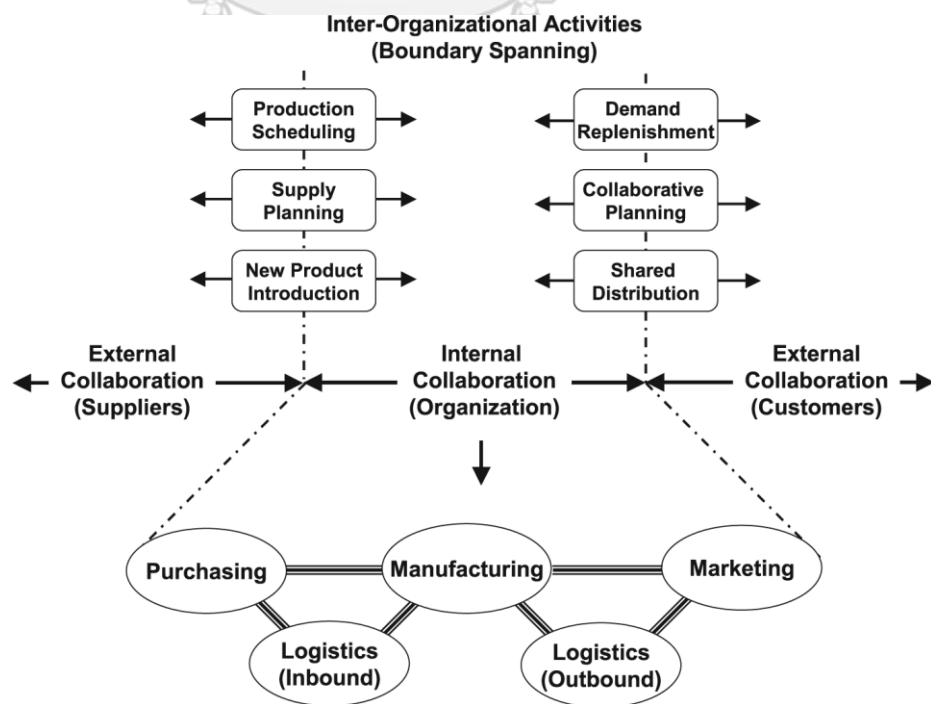 Inter-Organizational Activities
(Boundary Spanning)
Production
Scheduling
Demand
Replenishment
Supply
Planning
Collaborative
Planning
New Product
Introduction
Shared
Distribution
External
Collaboration
(Suppliers)
Internal
Collaboration
(Organization)
External
Collaboration
(Customers)
Purchasing
Manufacturing
Marketing
Logistics
(Inbound)
Logistics
(Outbound)